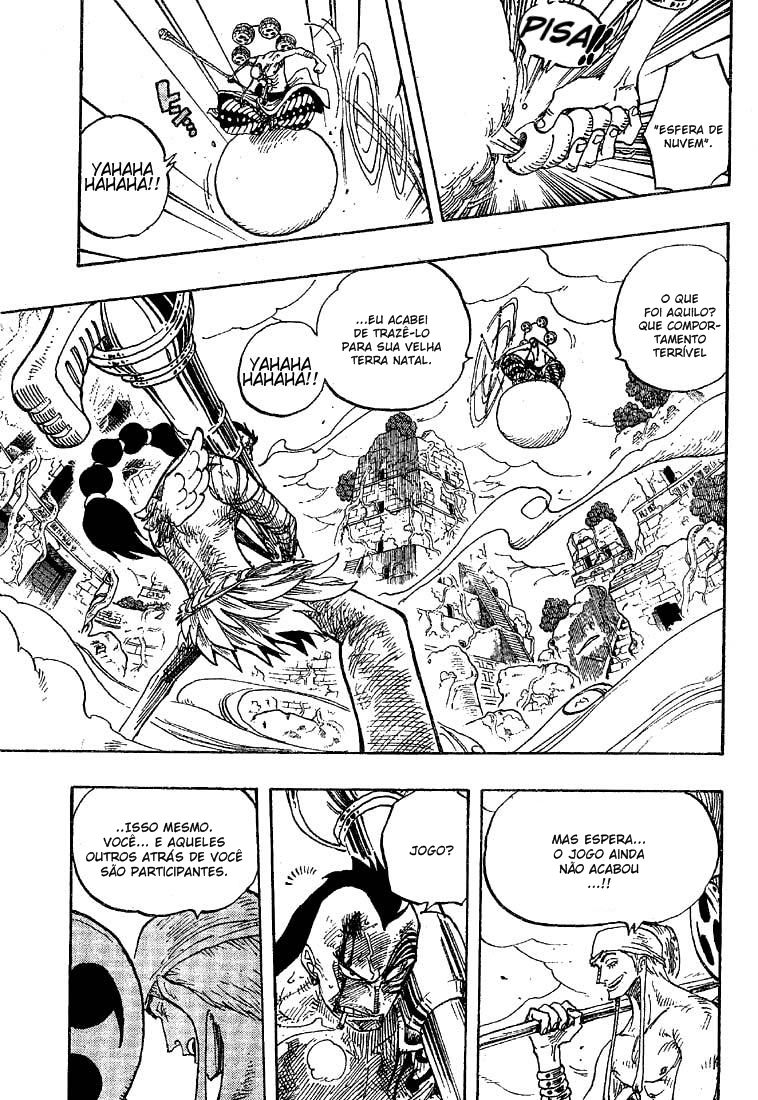 PISA!!
"ESFERA DE
NUVEM".
YAHAHA
HAHAHA!!
O QUE
FOI AQUILO?
QUE COMPOR-
TAMENTO
TERRÍVEL
...EU ACABEI
DE TRAZÊ-LO
PARA SUA VELHA
TERRA NATAL.
YAHAHA
HAHAHA!!
MAS ESPERA...
O JOGO AINDA
NÃO ACABOU
...!!
JOGO?
..ISSO MESMO.
VOCÊ... E AQUELES
OUTROS ATRÁS DE VOCÊ
SÃO PARTICIPANTES.